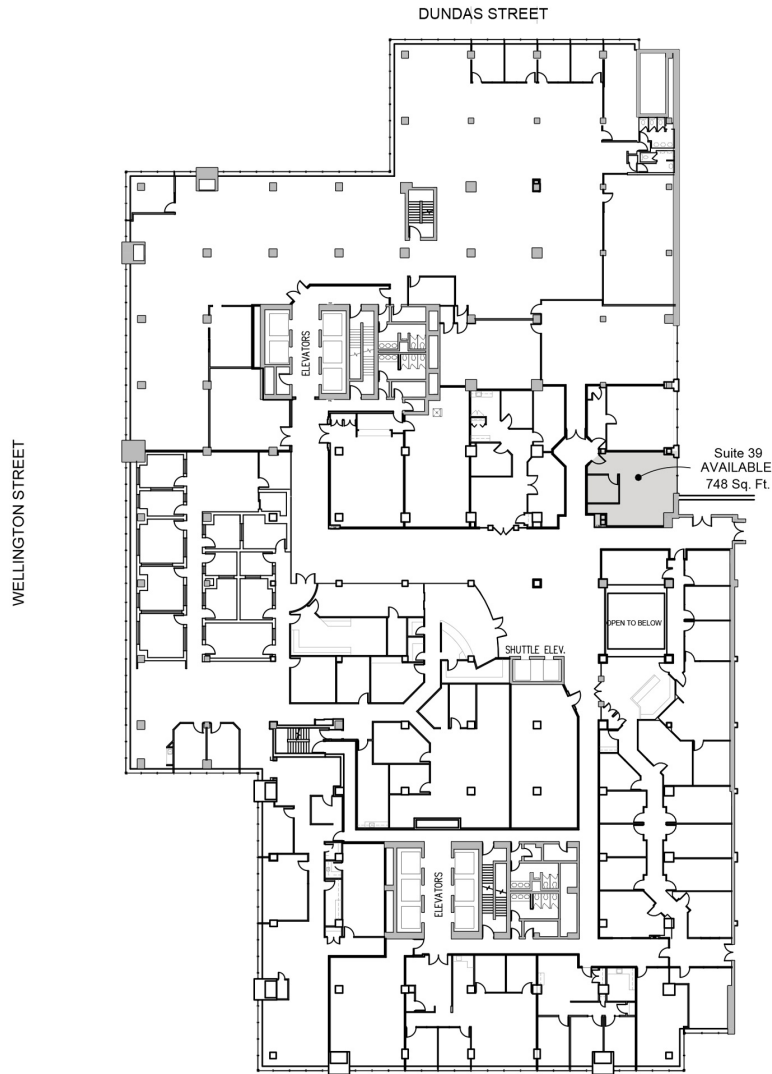 DUNDAS STREET
ELEVATORS
WELLINGTON STREET
Suite 39
AVAILABLE
748 Sq. Ft.
OPEN TO BELOW
SHUTTLE ELEV.
ELEVATORS